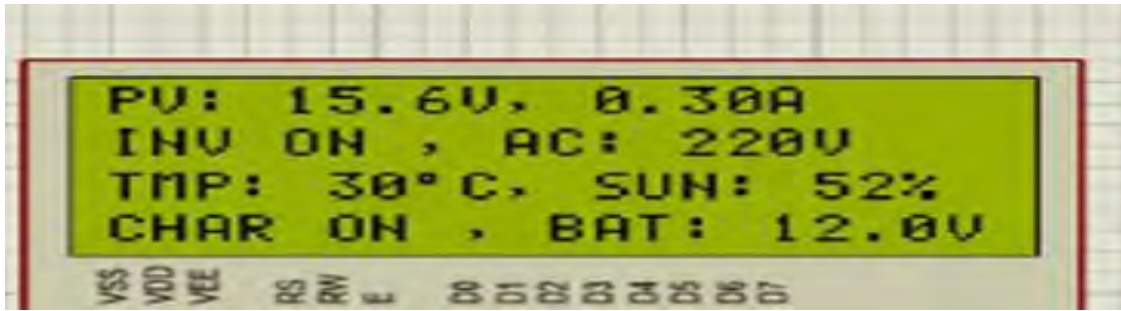 PV: 15.6V, 0.30A
INV ON , AC: 220V
TMP: 30°C, SUN: 52%
CHAR ON , BAT: 12.0V
VSS VDD VEE RS RW E D0 D1 D2 D3 D4 D5 D6 D7